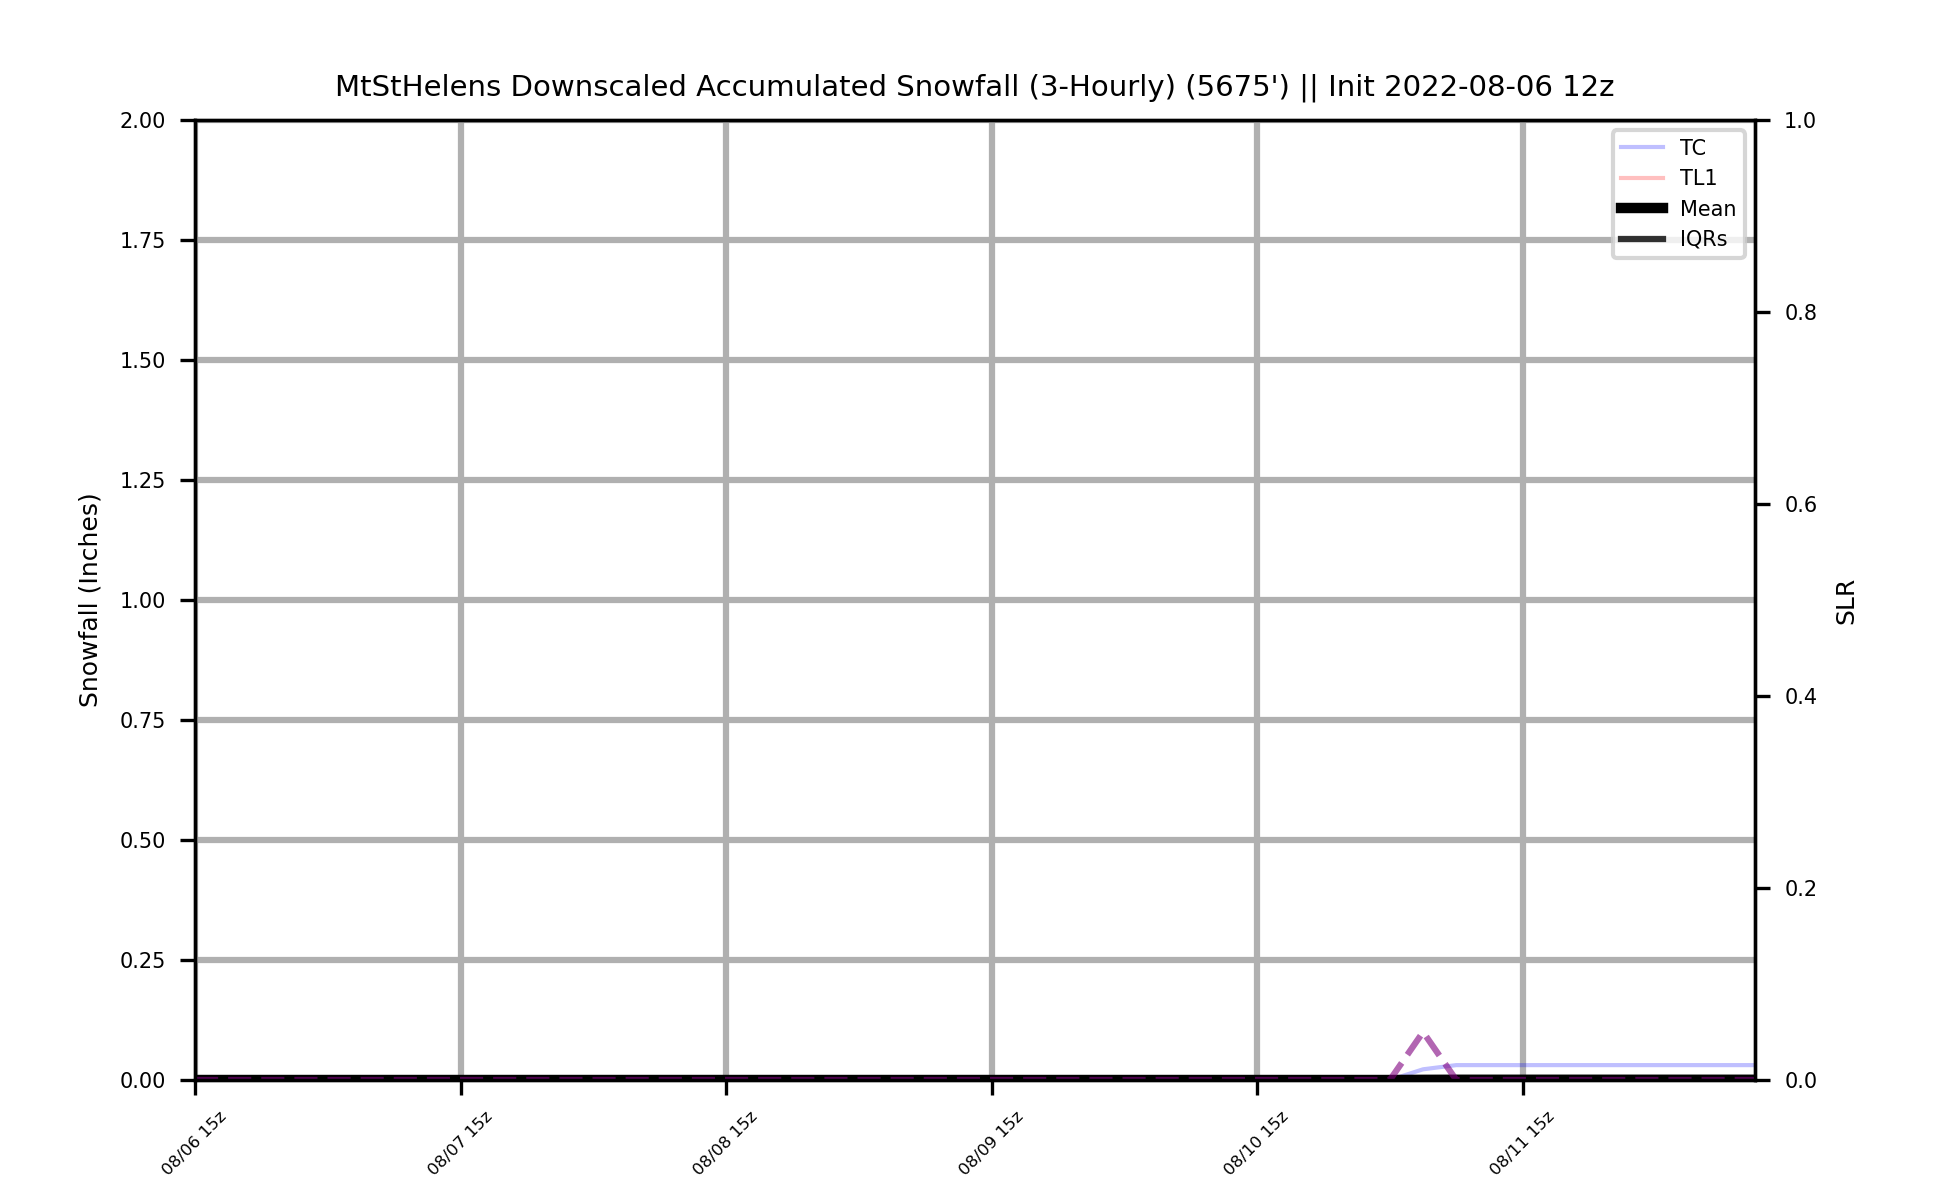 MtStHelens Downscaled Accumulated Snowfall (3-Hourly) (5675') || Init 2022-08-06 12z
2.00
1.75
1.50
1.25
1.00
0.75
0.50
0.25
0.00
Snowfall (Inches)
1.0
0.8
0.6
0.4
0.2
0.0
SLR
TC
TL1
Mean
IQRs
08/06 15z
08/07 15z
08/08 15z
08/09 15z
08/10 15z
08/11 15z